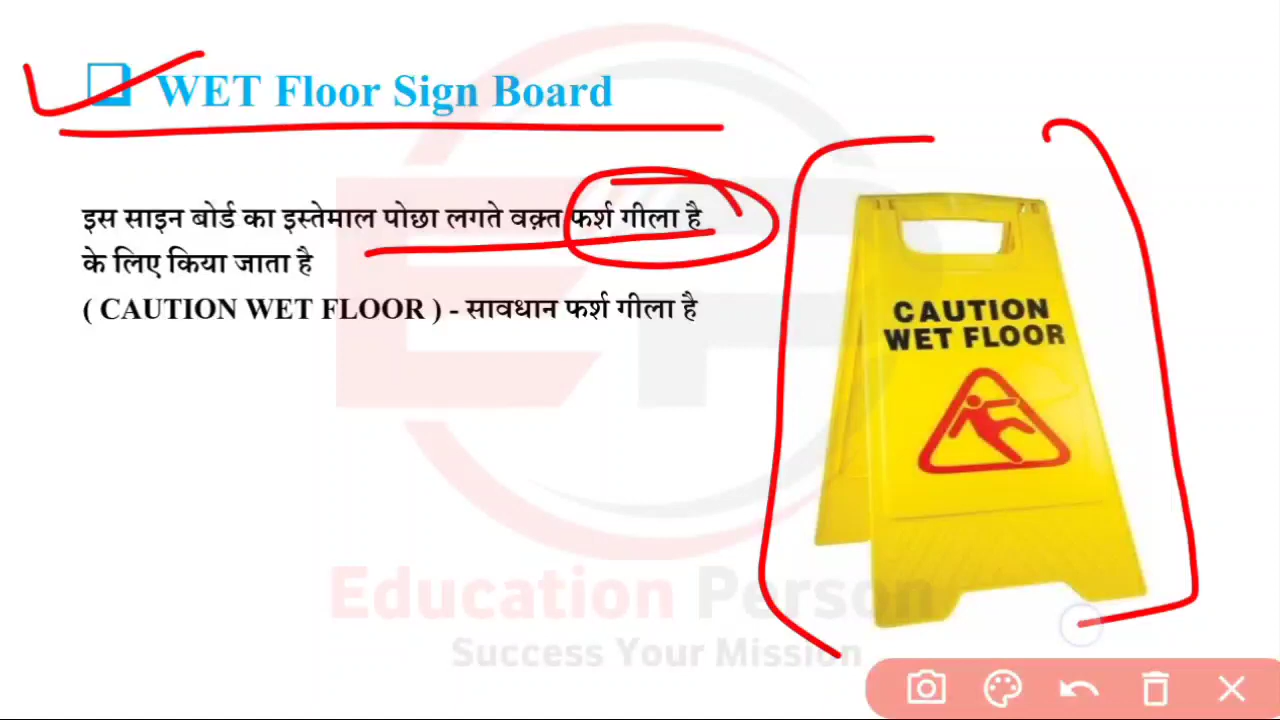 WET Floor Sign Board
इस साइन बोर्ड का इस्तेमाल पोछा लगते वक़्त फर्श गीला है
के लिए किया जाता है
( CAUTION WET FLOOR ) - सावधान फर्श गीला है
CAUTION
WET FLOOR
Education Person
Success Your Mission